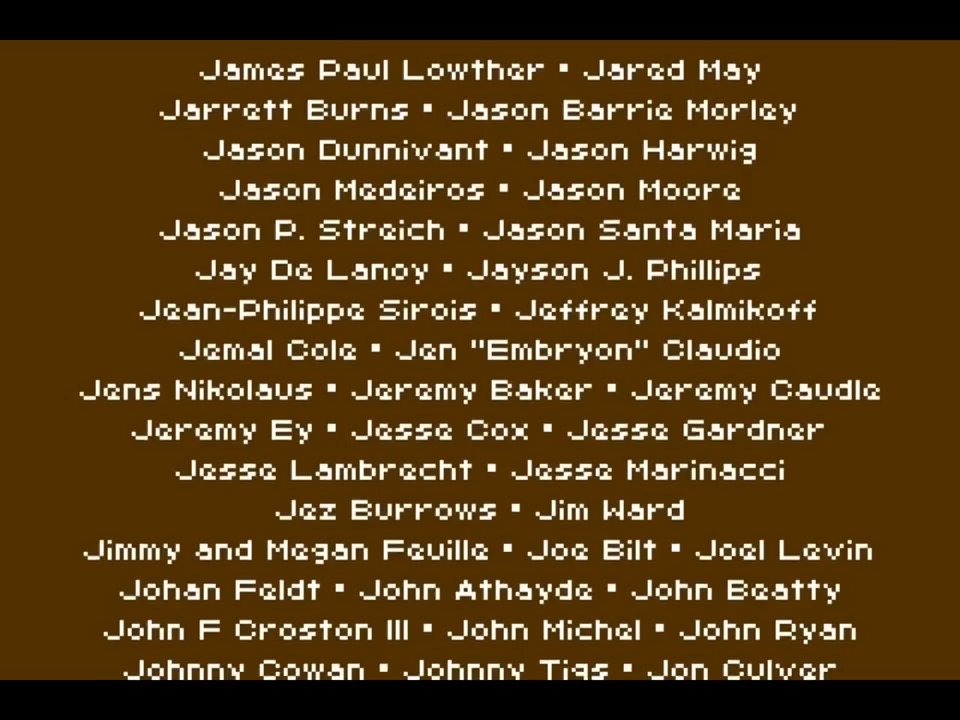 James Paul Lowther ▪ Jared May
Jarrett Burns ▪ Jason Barrie Morley
Jason Dunnivant ▪ Jason Harwig
Jason Medeiros ▪ Jason Moore
Jason P. Streich ▪ Jason Santa Maria
Jay De Lanoy ▪ Jayson J. Phillips
Jean-Philippe Sirois ▪ Jeffrey Kalmikoff
Jemal Cole ▪ Jen "Embryon" Claudio
Jens Nikolaus ▪ Jeremy Baker ▪ Jeremy Caudle
Jeremy Ey ▪ Jesse Cox ▪ Jesse Gardner
Jesse Lambrecht ▪ Jesse Marinacci
Jez Burrows ▪ Jim Ward
Jimmy and Megan Feuille ▪ Joe Bilt ▪ Joel Levin
Johan Feldt ▪ John Athayde ▪ John Beatty
John F Croston III ▪ John Michel ▪ John Ryan
Johnny Cowan ▪ Johnny Tigs ▪ Jon Culver